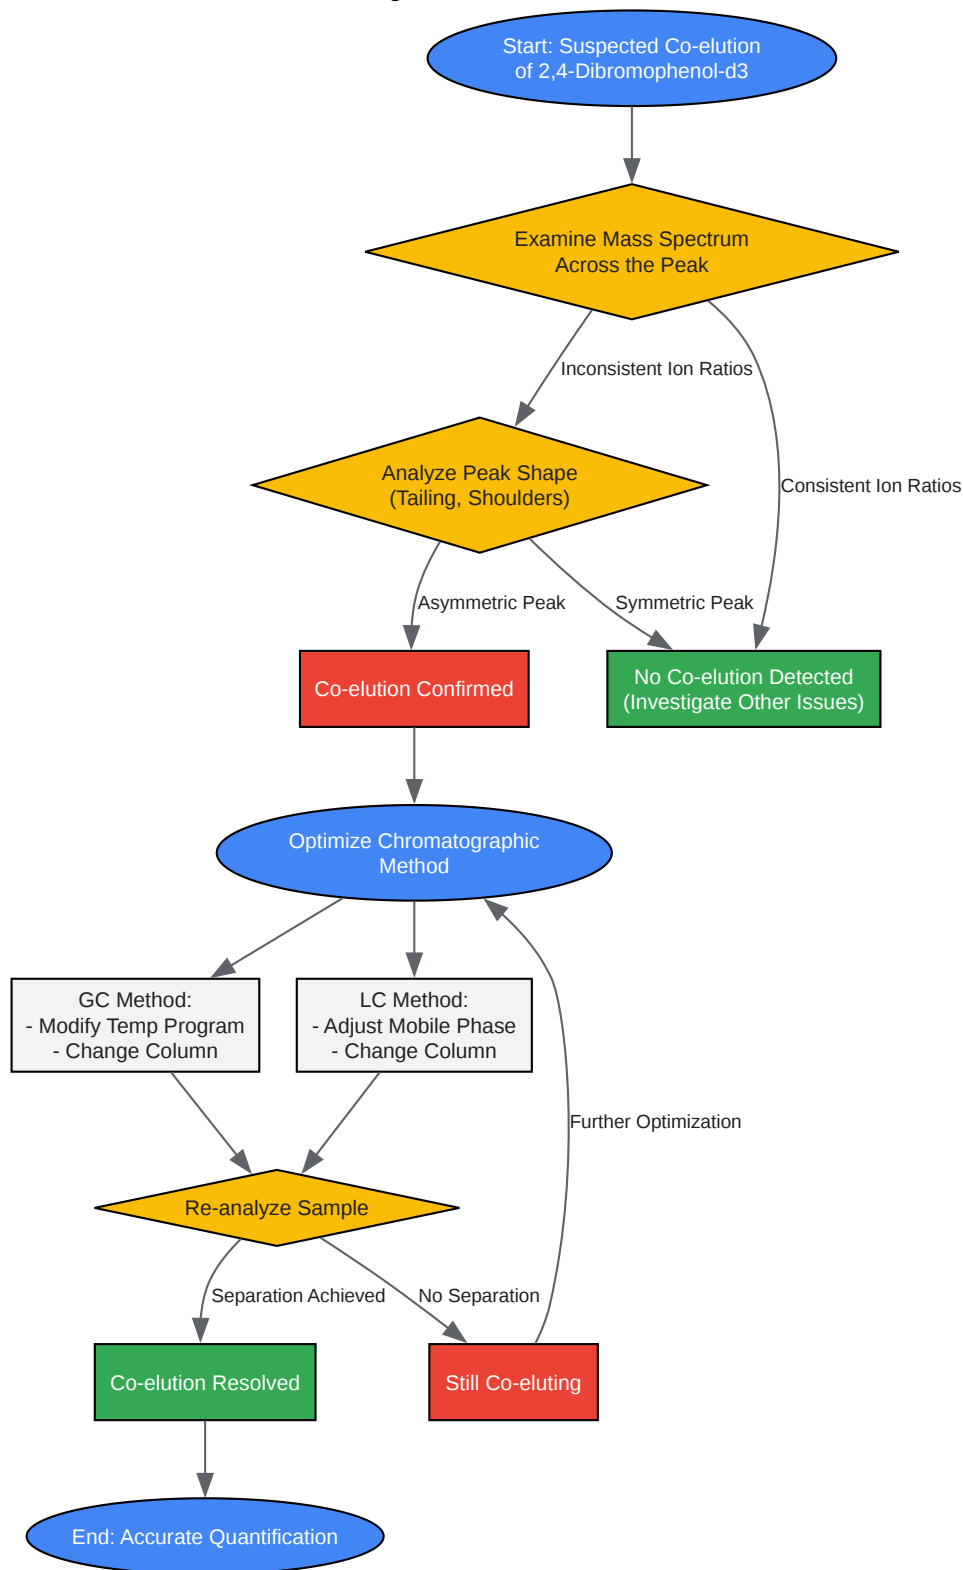 Start: Suspected Co-elution
of 2,4-Dibromophenol-d3
Examine Mass Spectrum
Across the Peak
Inconsistent Ion Ratios
Analyze Peak Shape
(Tailing, Shoulders)
Consistent Ion Ratios
Asymmetric Peak
Symmetric Peak
Co-elution Confirmed
No Co-elution Detected
(Investigate Other Issues)
Optimize Chromatographic
Method
GC Method:
- Modify Temp Program
- Change Column
LC Method:
- Adjust Mobile Phase
- Change Column
Further Optimization
Re-analyze Sample
Separation Achieved
No Separation
Co-elution Resolved
Still Co-eluting
End: Accurate Quantification